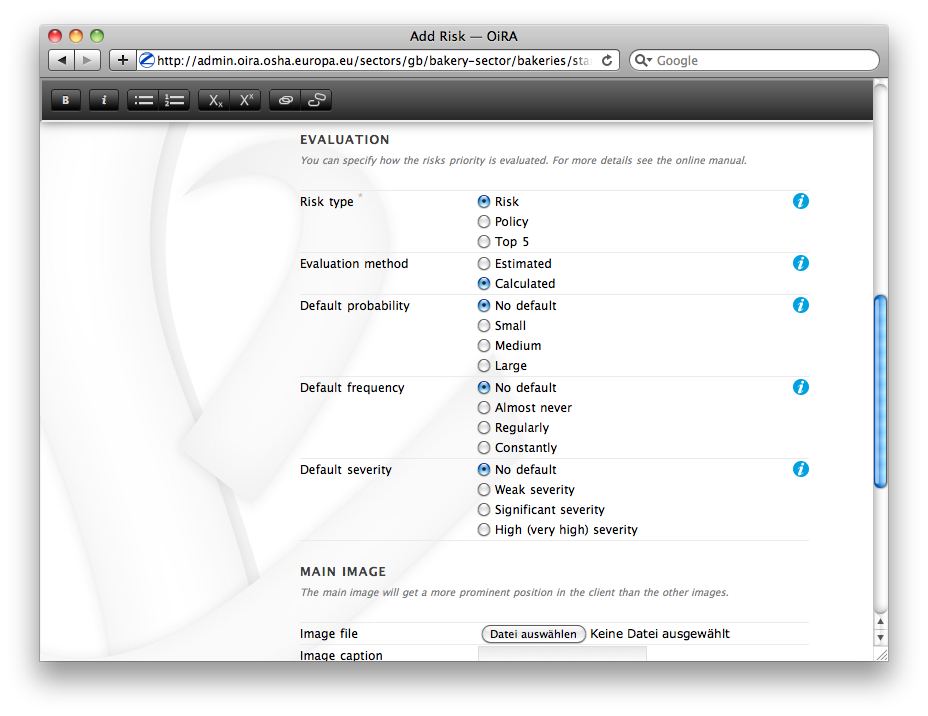 Add Risk — OiRA
http://admin.oira.osha.europa.eu/sectors/gb/bakery-sector/bakeries/sta
Google
B i X x X x
EVALUATION
You can specify how the risks priority is evaluated. For more details see the online manual.
Risk type * Risk
Policy
Top 5
Evaluation method Estimated
Calculated
Default probability No default
Small
Medium
Large
Default frequency No default
Almost never
Regularly
Constantly
Default severity No default
Weak severity
Significant severity
High (very high) severity
MAIN IMAGE
The main image will get a more prominent position in the client than the other images.
Image file Datei auswählen Keine Datei ausgewählt
Image caption